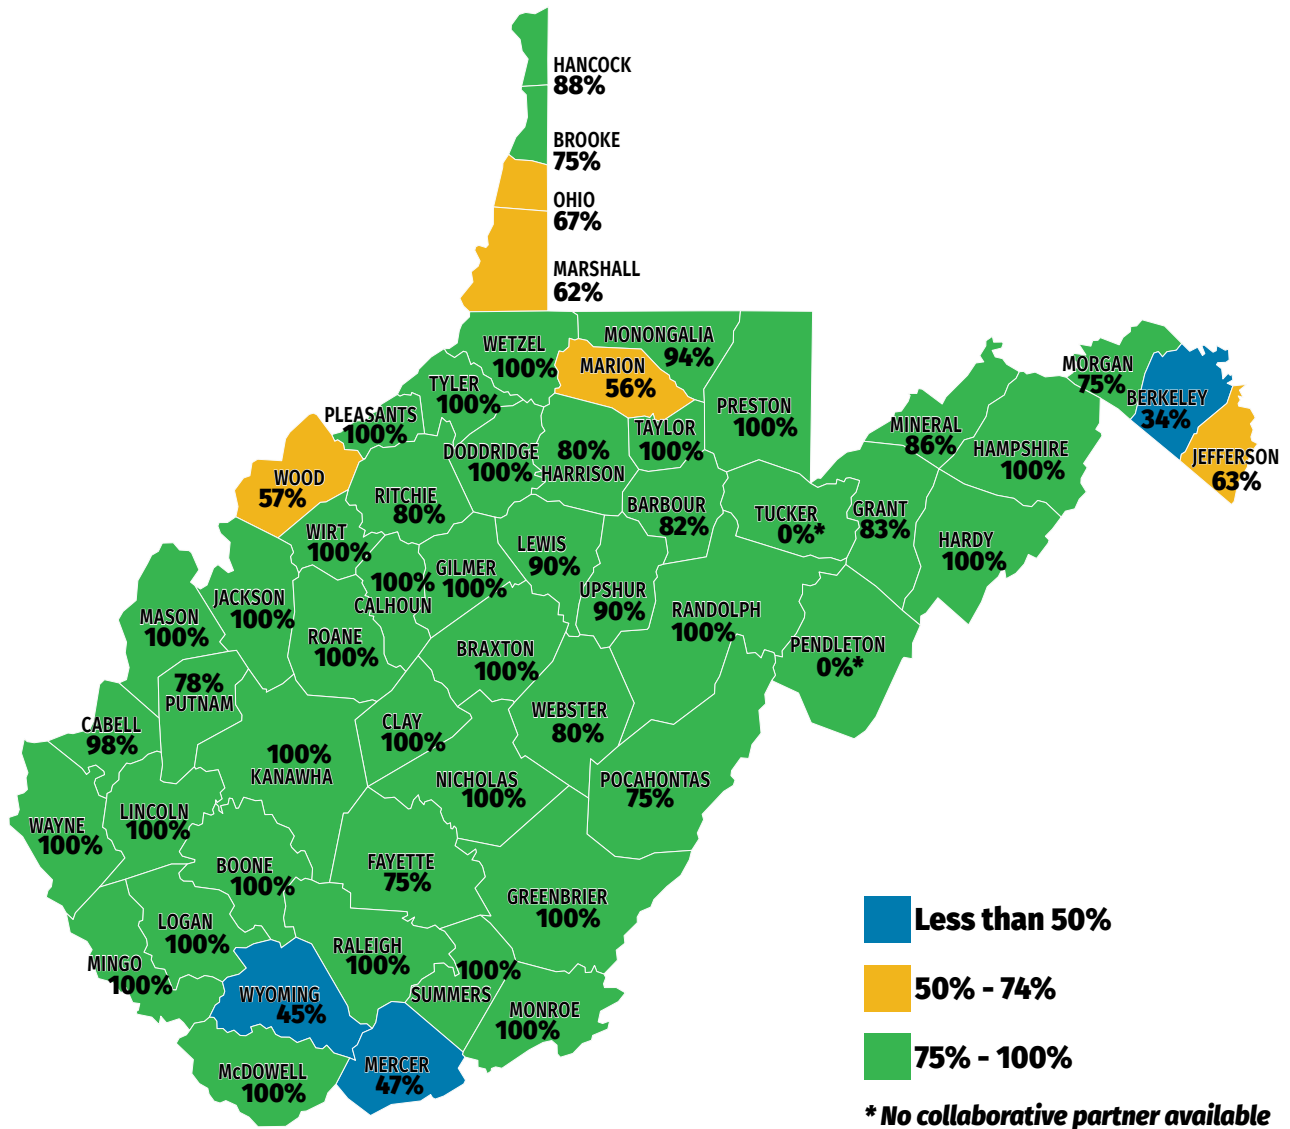 HANCOCK
88%
BROOKE
75%
OHIO
67%
MARSHALL
62%
WETZEL
100%
MONONGALIA
94%
MARION
56%
TYLER
100%
PLEASANTS
100%
PRESTON
100%
TAYLOR
100%
DODDRIDGE
100%
80%
HARRISON
MORGAN
75%
BERKELEY
34%
JEFFERSON
63%
MINERAL
86%
HAMPSHIRE
100%
WOOD
57%
RITCHIE
80%
BARBOUR
82%
TUCKER
0%*
GRANT
83%
HARDY
100%
WIRT
100%
LEWIS
90%
GILMER
100%
100%
CALHOUN
UPSHUR
90%
JACKSON
100%
MASON
100%
ROANE
100%
RANDOLPH
100%
BRAXTON
100%
PENDLETON
0%*
78%
PUTNAM
CABELL
98%
CLAY
100%
WEBSTER
80%
100%
KANAWHA
NICHOLAS
100%
POCAHONTAS
75%
WAYNE
100%
LINCOLN
100%
BOONE
100%
FAYETTE
75%
GREENBRIER
100%
LOGAN
100%
RALEIGH
100%
MINGO
100%
100%
SUMMERS
WYOMING
45%
MONROE
100%
McDOWELL
100%
MERCER
47%
Less than 50%
50% - 74%
75% - 100%
* No collaborative partner available